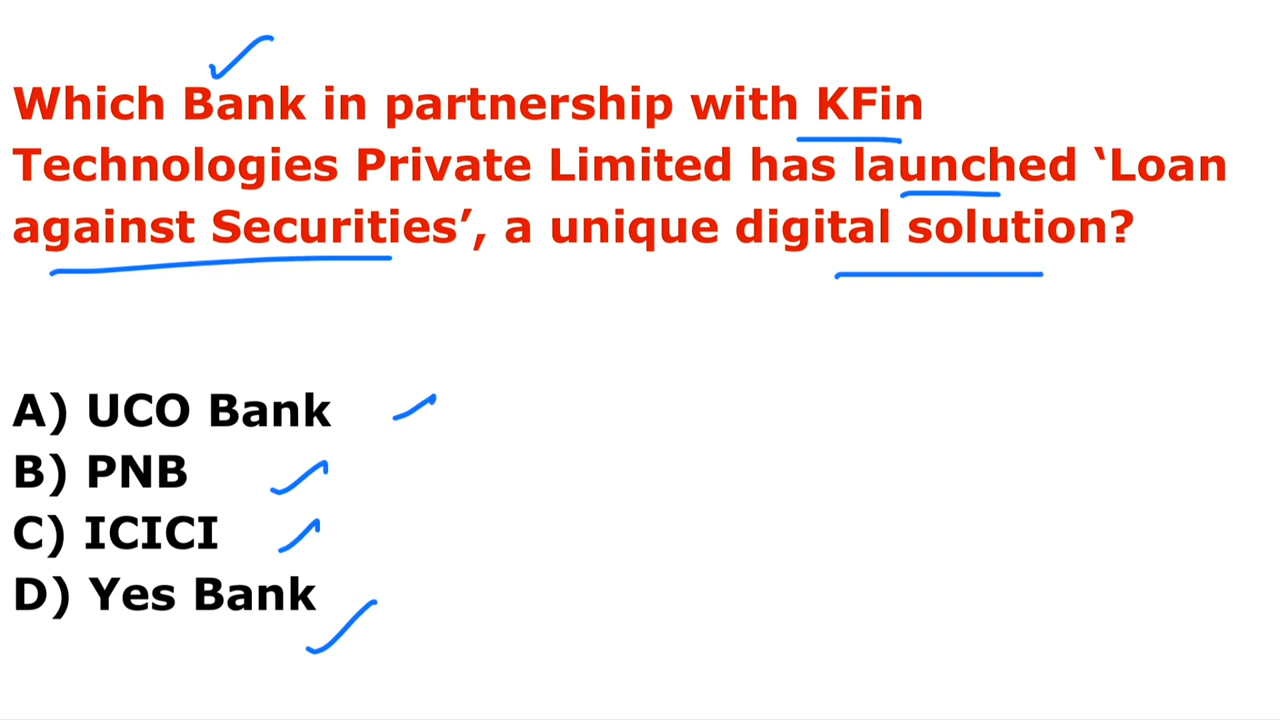 Which Bank in partnership with KFin
Technologies Private Limited has launched ‘Loan
against Securities’, a unique digital solution?
A) UCO Bank
B) PNB
C) ICICI
D) Yes Bank